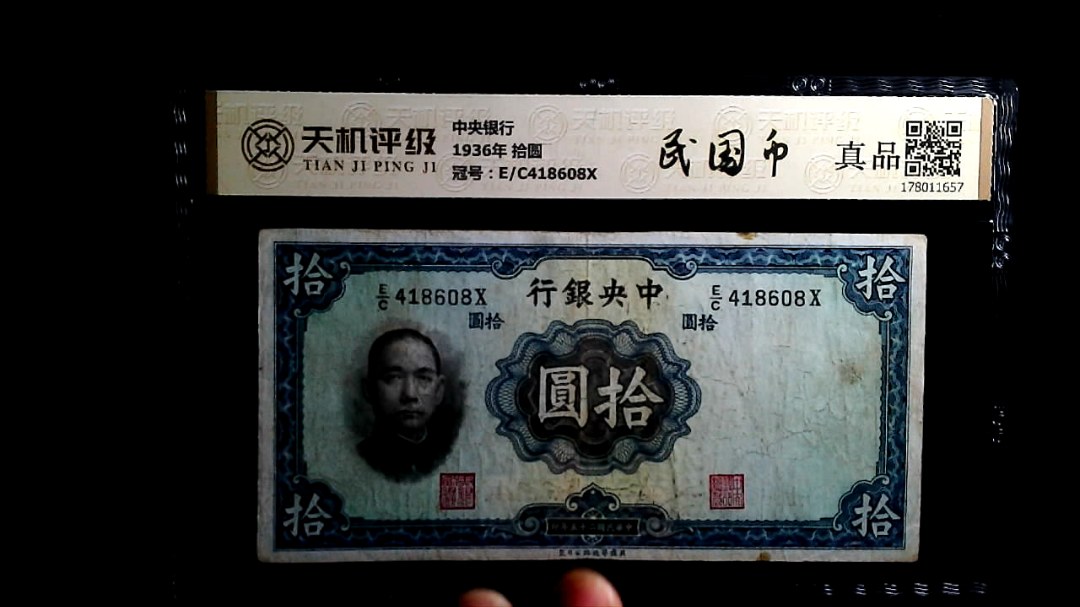 天机评级
TIAN JI PING JI
中央银行
1936年 拾圆
冠号：E/C418608X
民国币
真品
178011657
拾
拾
E/C 418608X
行銀央中
E/C 418608X
圓拾
圓拾
圓拾
拾
拾